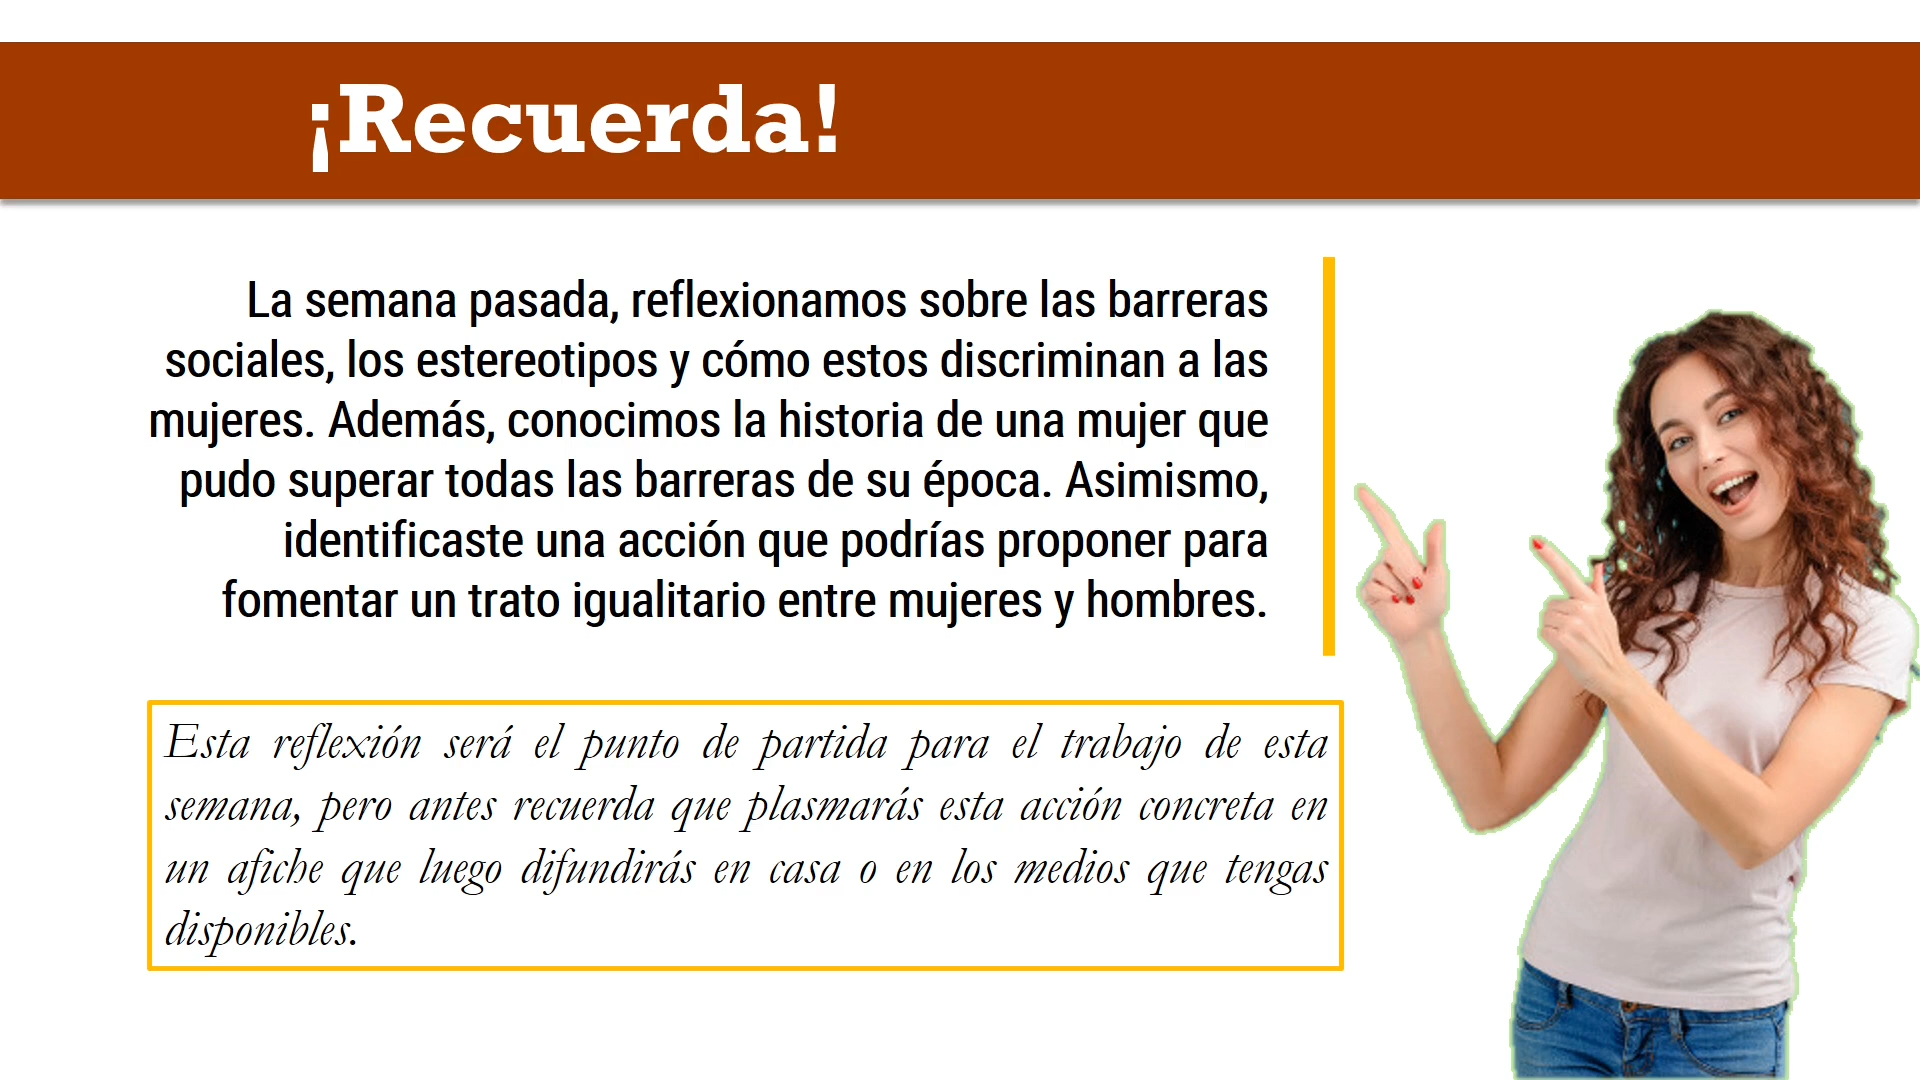 ¡Recuerda!
La semana pasada, reflexionamos sobre las barreras
sociales, los estereotipos y cómo estos discriminan a las
mujeres. Además, conocimos la historia de una mujer que
pudo superar todas las barreras de su época. Asimismo,
identificaste una acción que podrías proponer para
fomentar un trato igualitario entre mujeres y hombres.
Esta reflexión será el punto de partida para el trabajo de esta
semana, pero antes recuerda que plasmarás esta acción concreta en
un afiche que luego difundirás en casa o en los medios que tengas
disponibles.